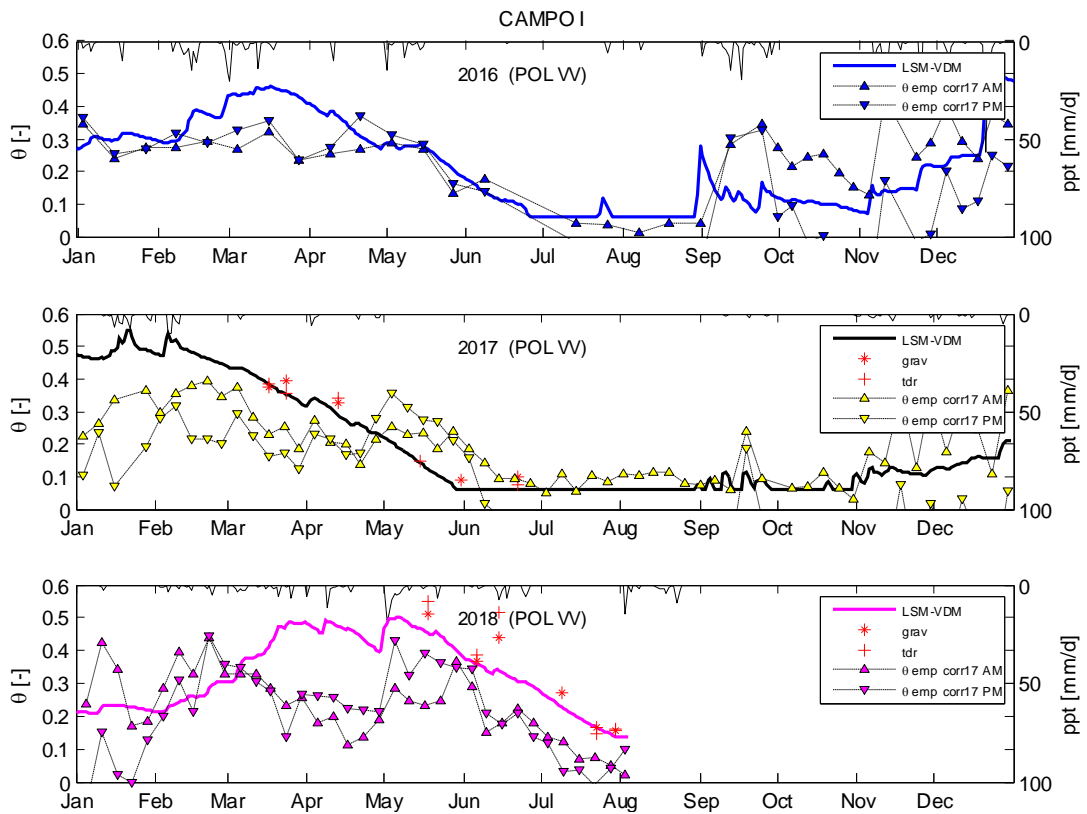 CAMPO I
0.6
0.5
0.4
0.3
0.2
0.1
0
θ [-]
2016 (POL VV)
LSM-VDM
θ emp corr17 AM
θ emp corr17 PM
0
50
100
ppt [mm/d]
Jan Feb Mar Apr May Jun Jul Aug Sep Oct Nov Dec
0.6
0.5
0.4
0.3
0.2
0.1
0
θ [-]
2017 (POL VV)
LSM-VDM
grav
tdr
θ emp corr17 AM
θ emp corr17 PM
0
50
100
ppt [mm/d]
Jan Feb Mar Apr May Jun Jul Aug Sep Oct Nov Dec
0.6
0.5
0.4
0.3
0.2
0.1
0
θ [-]
2018 (POL VV)
LSM-VDM
grav
tdr
θ emp corr17 AM
θ emp corr17 PM
0
50
100
ppt [mm/d]
Jan Feb Mar Apr May Jun Jul Aug Sep Oct Nov Dec